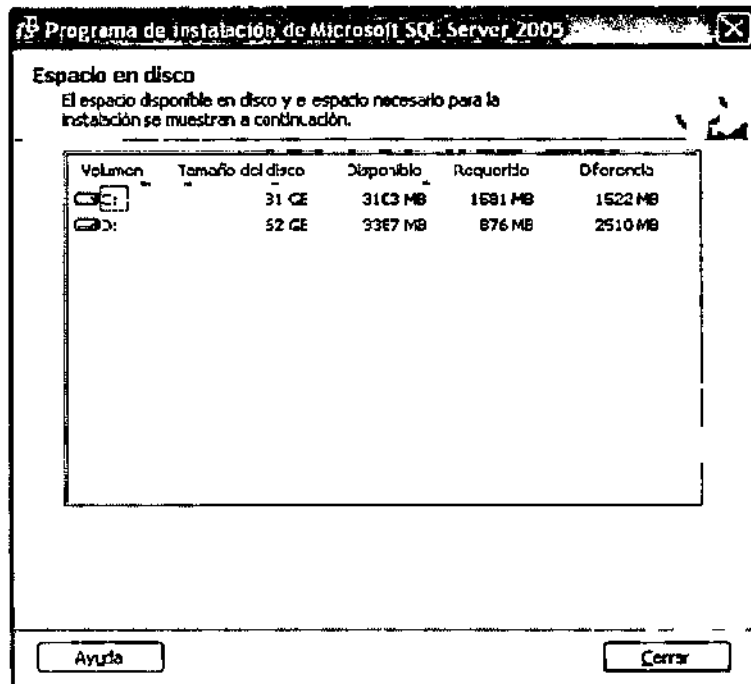 Programa de instalación de Microsoft SQL Server 2005
Espacio en disco
El espacio disponible en disco y el espacio necesario para la
instalación se muestran a continuación.
Volumen Tamaño del disco Disponible Requerido Diferencia
C: 31 GB 3103 MB 1581 MB 1522 MB
D: 52 GB 3387 MB 876 MB 2510 MB
Ayuda Cerrar